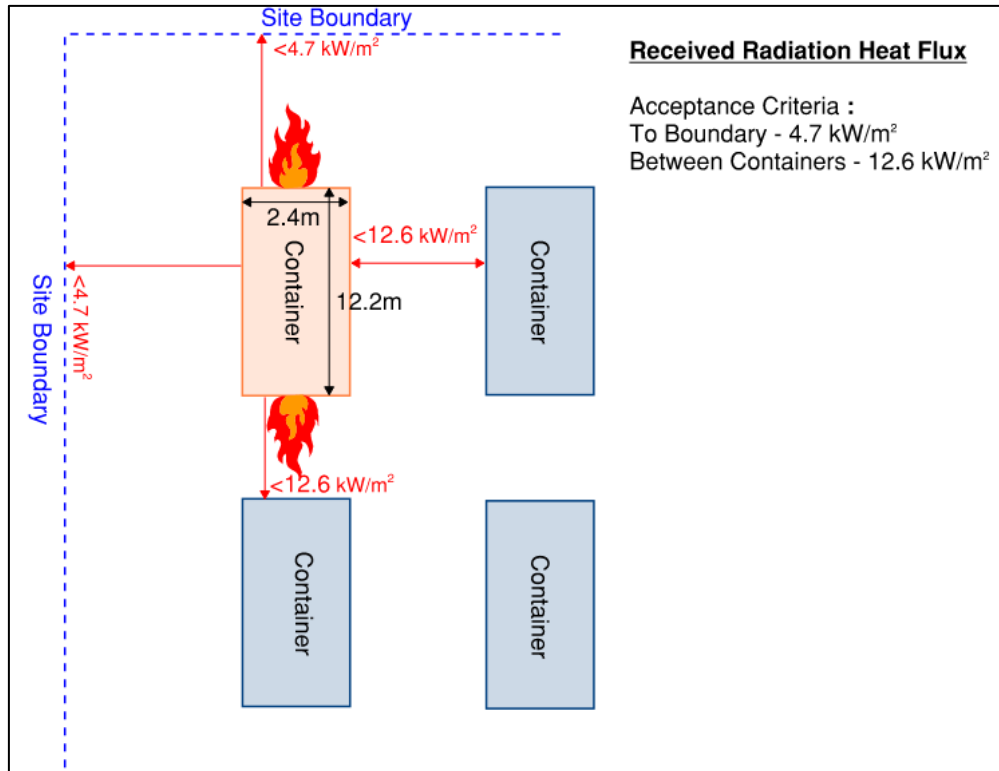 Site Boundary
<4.7 kW/m²
Received Radiation Heat Flux
Acceptance Criteria :
To Boundary - 4.7 kW/m²
Between Containers - 12.6 kW/m²
2.4m
<12.6 kW/m²
Container
12.2m
Container
Site Boundary
<4.7 kW/m²
<12.6 kW/m²
Container
Container